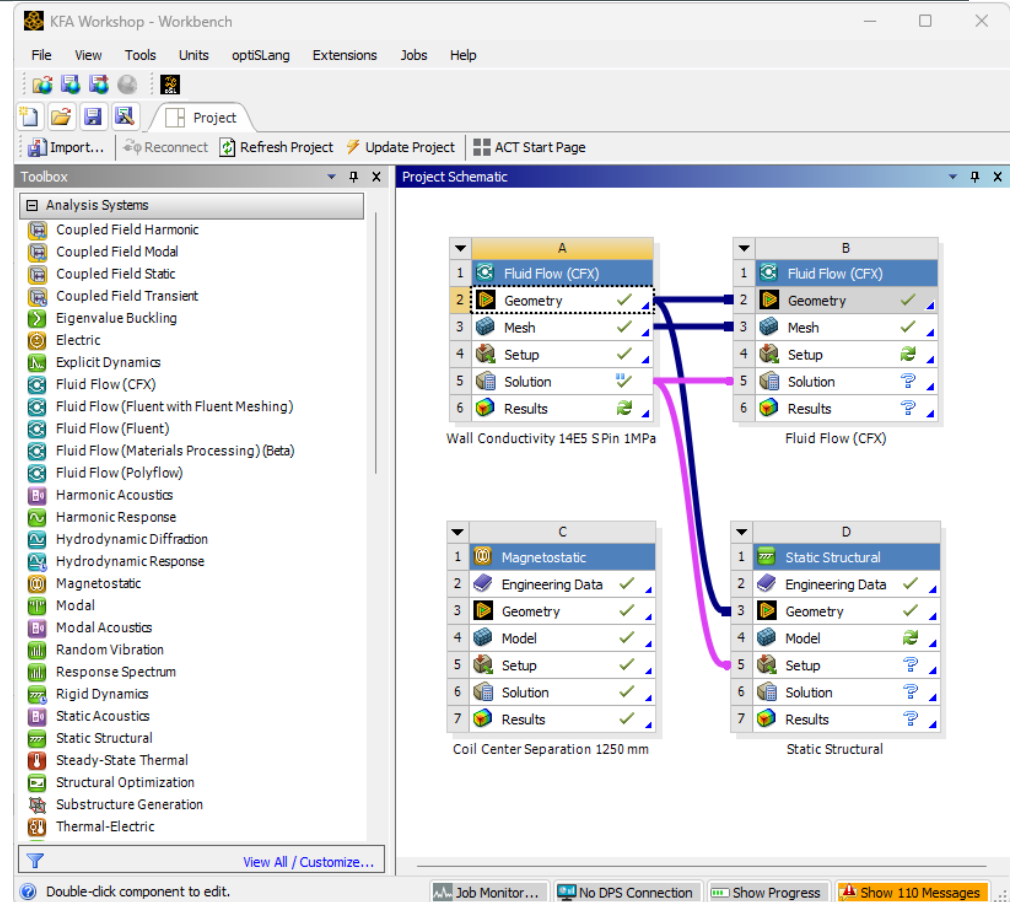 KFA Workshop - Workbench
File View Tools Units optiSLang Extensions Jobs Help
Project
Import... Reconnect Refresh Project Update Project ACT Start Page
Toolbox
Analysis Systems
Coupled Field Harmonic
Coupled Field Modal
Coupled Field Static
Coupled Field Transient
Eigenvalue Buckling
Electric
Explicit Dynamics
Fluid Flow (CFX)
Fluid Flow (Fluent with Fluent Meshing)
Fluid Flow (Fluent)
Fluid Flow (Materials Processing) (Beta)
Fluid Flow (Polyflow)
Harmonic Acoustics
Harmonic Response
Hydrodynamic Diffraction
Hydrodynamic Response
Magnetostatic
Modal
Modal Acoustics
Random Vibration
Response Spectrum
Rigid Dynamics
Static Acoustics
Static Structural
Steady-State Thermal
Structural Optimization
Substructure Generation
Thermal-Electric
View All / Customize...
Project Schematic
A
1 Fluid Flow (CFX)
2 Geometry
3 Mesh
4 Setup
5 Solution
6 Results
Wall Conductivity 14E5 S Pin 1MPa
B
1 Fluid Flow (CFX)
2 Geometry
3 Mesh
4 Setup
5 Solution
6 Results
Fluid Flow (CFX)
C
1 Magnetostatic
2 Engineering Data
3 Geometry
4 Model
5 Setup
6 Solution
7 Results
Coil Center Separation 1250 mm
D
1 Static Structural
2 Engineering Data
3 Geometry
4 Model
5 Setup
6 Solution
7 Results
Static Structural
Double-click component to edit.
Job Monitor... No DPS Connection Show Progress Show 110 Messages